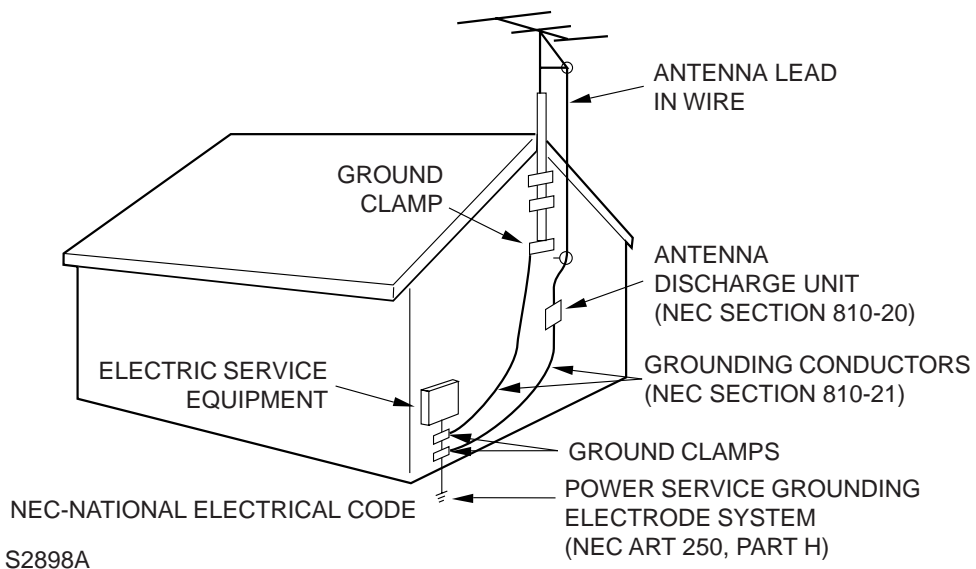 ANTENNA LEAD
IN WIRE
GROUND
CLAMP
ANTENNA
DISCHARGE UNIT
(NEC SECTION 810-20)
ELECTRIC SERVICE
EQUIPMENT
GROUNDING CONDUCTORS
(NEC SECTION 810-21)
GROUND CLAMPS
POWER SERVICE GROUNDING
ELECTRODE SYSTEM
(NEC ART 250, PART H)
NEC-NATIONAL ELECTRICAL CODE
S2898A